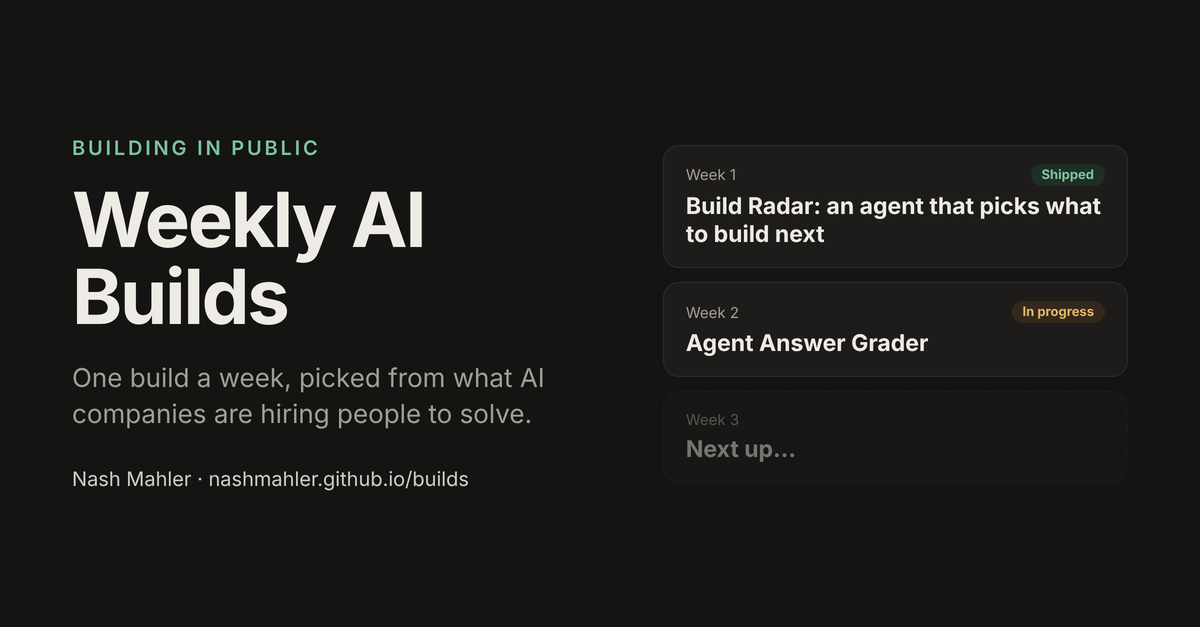 BUILDING IN PUBLIC
Weekly AI
Builds
One build a week, picked from what AI
companies are hiring people to solve.
Nash Mahler · nashmahler.github.io/builds
Week 1
Shipped
Build Radar: an agent that picks what
to build next
Week 2
In progress
Agent Answer Grader
Week 3
Next up...